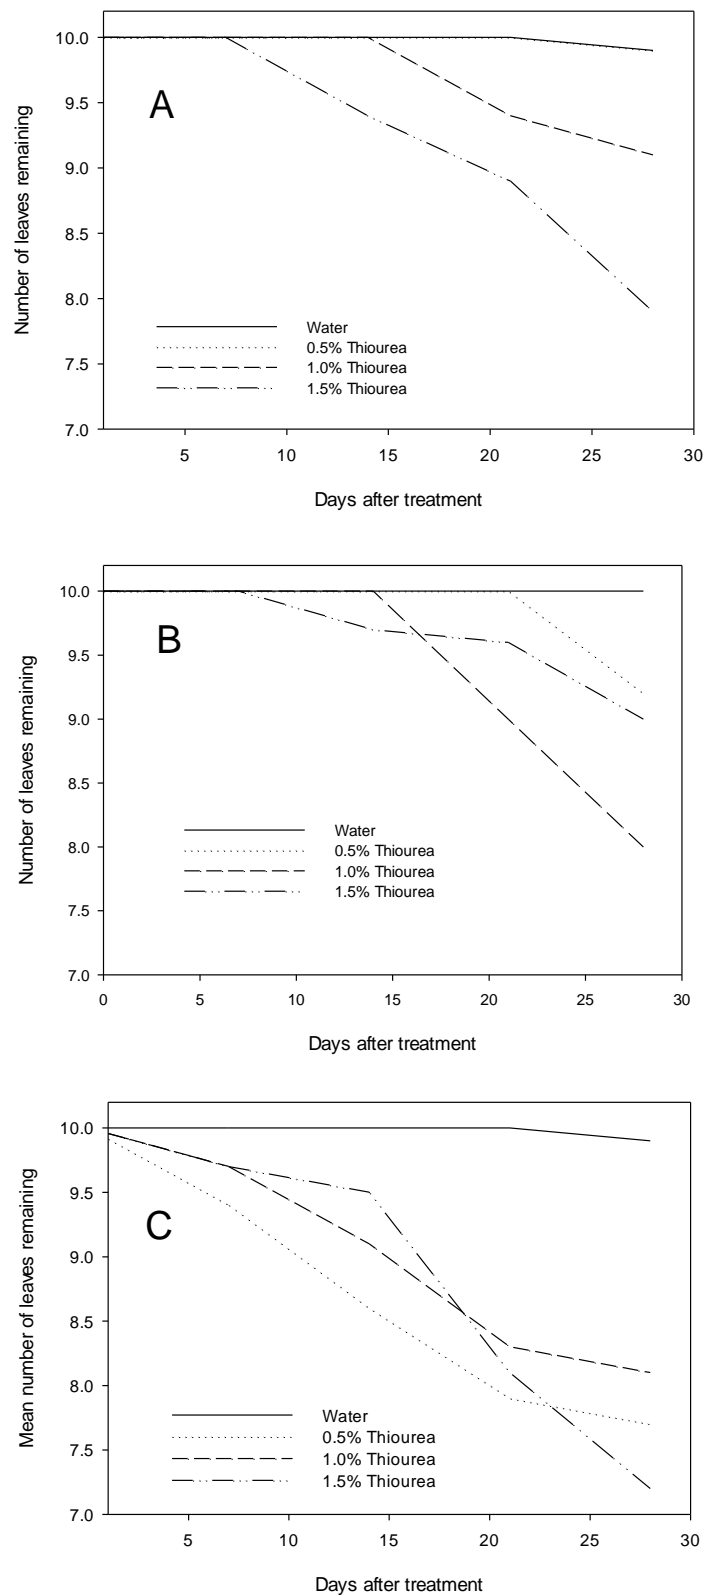 10.0
9.5
A
9.0
Number of leaves remaining
8.5
8.0
Water
0.5% Thiourea
7.5
1.0% Thiourea
1.5% Thiourea
7.0
5 10 15 20 25 30
Days after treatment
10.0
B
9.5
9.0
Number of leaves remaining
8.5
Water
8.0
0.5% Thiourea
1.0% Thiourea
1.5% Thiourea
7.5
7.0
0 5 10 15 20 25 30
Days after treatment
10.0
9.5
C
9.0
Mean number of leaves remaining
8.5
8.0
Water
0.5% Thiourea
7.5
1.0% Thiourea
1.5% Thiourea
7.0
5 10 15 20 25 30
Days after treatment